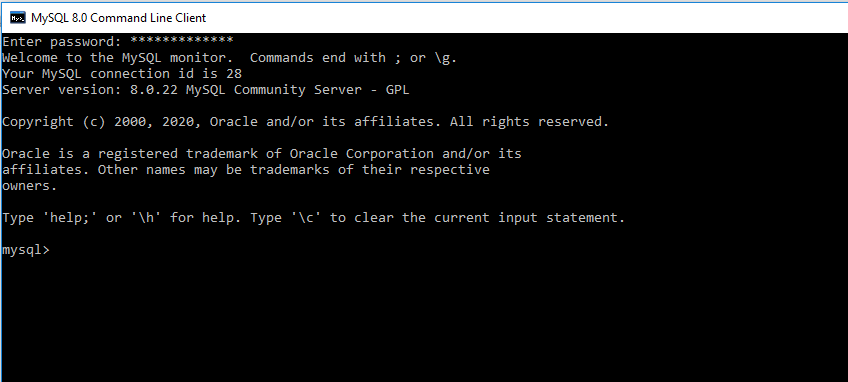 MySQL 8.0 Command Line Client
Enter password: *************
Welcome to the MySQL monitor.  Commands end with ; or \g.
Your MySQL connection id is 28
Server version: 8.0.22 MySQL Community Server - GPL
Copyright (c) 2000, 2020, Oracle and/or its affiliates. All rights reserved.
Oracle is a registered trademark of Oracle Corporation and/or its
affiliates. Other names may be trademarks of their respective
owners.
Type 'help;' or '\h' for help. Type '\c' to clear the current input statement.
mysql>